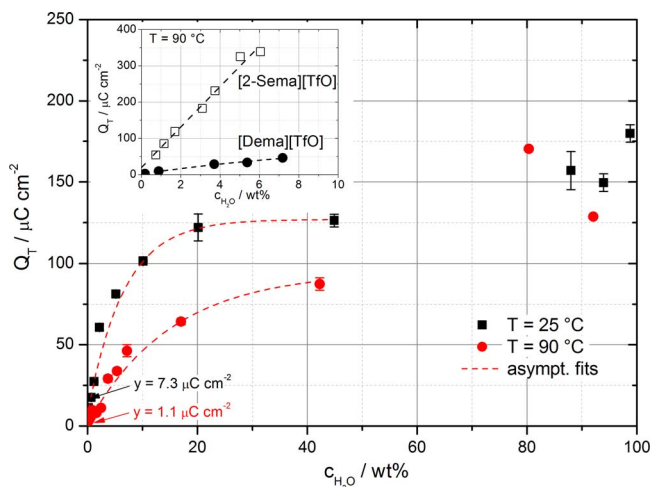 T = 90 °C
400
300
200
100
0
Q_T / μC cm⁻²
[2-Sema][TfO]
[Dema][TfO]
0 2 4 6 8 10
c_H₂O / wt%
250
200
150
100
50
0
Q_T / μC cm⁻²
y = 7.3 μC cm⁻²
y = 1.1 μC cm⁻²
T = 25 °C
T = 90 °C
asympt. fits
0 20 40 60 80 100
c_H₂O / wt%